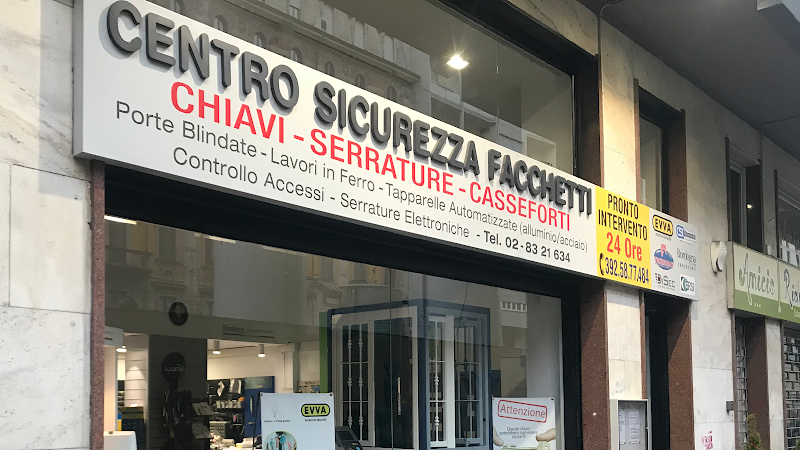 CENTRO SICUREZZA FACCHETTI
CHIAVI - SERRATURE - CASSEFORTI
Porte Blindate - Lavori in Ferro - Tapparelle Automatizzate (alluminio/acciaio)
Controllo Accessi - Serrature Elettroniche - Tel. 02 - 83 21 634
PRONTO
INTERVENTO
24 Ore
392.58.77.484
EVVA
Amicis
EVVA
Attenzione